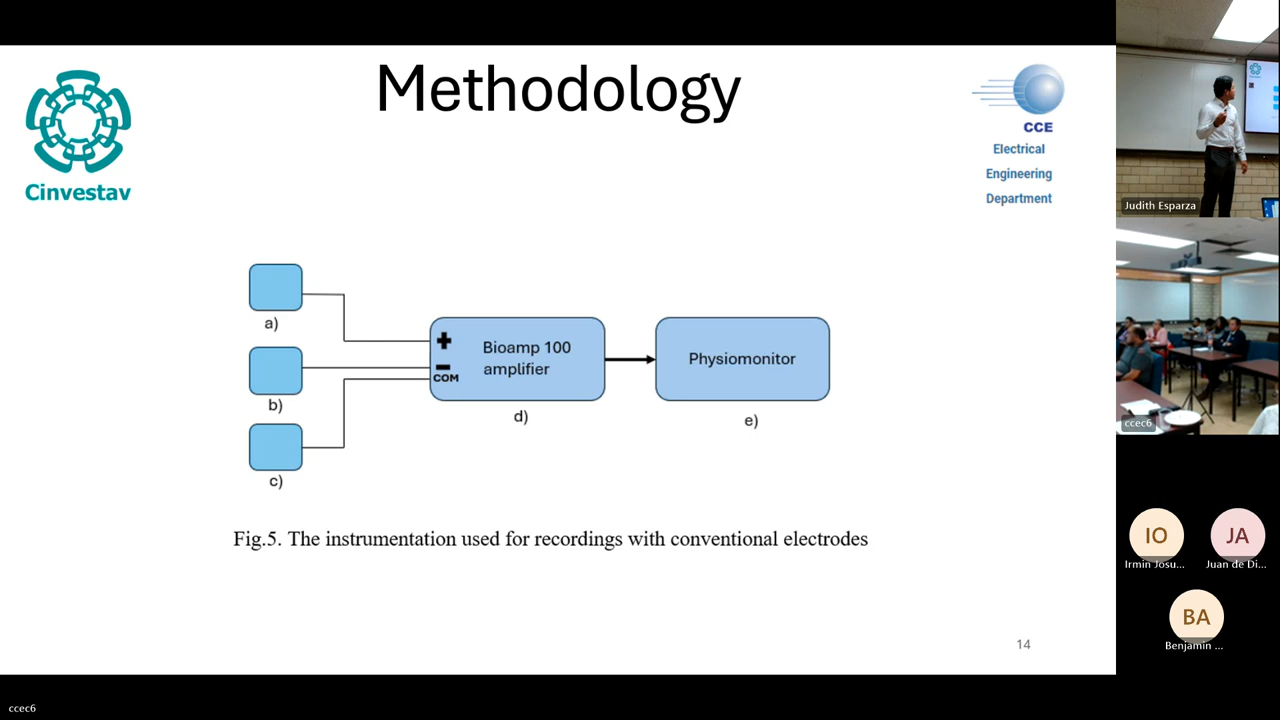 Methodology
Cinvestav
CCE
Electrical
Engineering
Department
a)
b)
c)
+
-
COM
Bioamp 100
amplifier
d)
Physiomonitor
e)
Fig.5. The instrumentation used for recordings with conventional electrodes
14
Judith Esparza
ccec6
IO
Irmin Josu...
JA
Juan de Di...
BA
Benjamin ...
ccec6